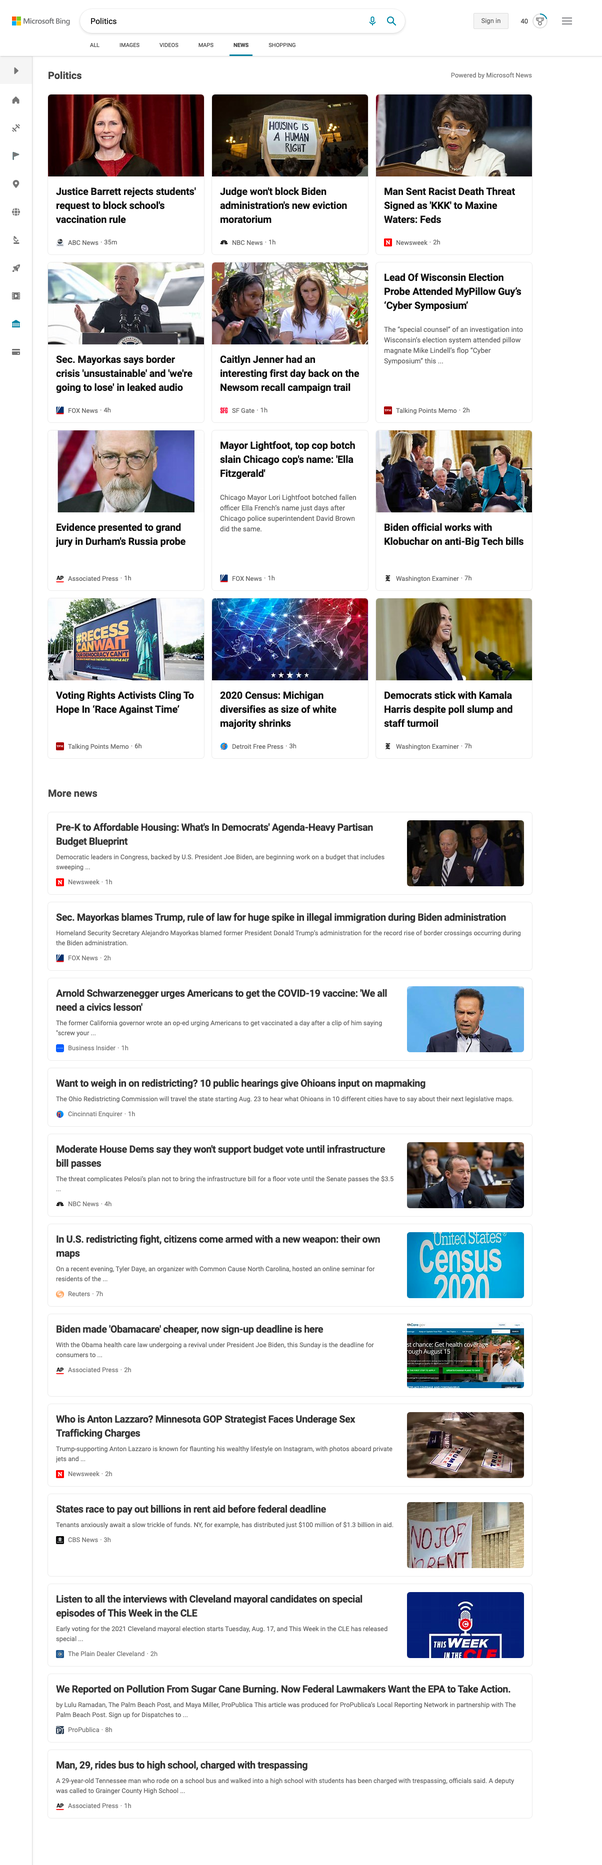 Microsoft Bing
Politics
Sign in
40
ALL IMAGES VIDEOS MAPS NEWS SHOPPING
Politics
Powered by Microsoft News
Justice Barrett rejects students'
request to block school's
vaccination rule
ABC News · 35m
HOUSING IS
A HUMAN
RIGHT
Judge won't block Biden
administration's new eviction
moratorium
NBC News · 1h
Man Sent Racist Death Threat
Signed as 'KKK' to Maxine
Waters: Feds
Newsweek · 2h
Sec. Mayorkas says border
crisis 'unsustainable' and 'we're
going to lose' in leaked audio
FOX News · 4h
Caitlyn Jenner had an
interesting first day back on the
Newsom recall campaign trail
SF Gate · 1h
Lead Of Wisconsin Election
Probe Attended MyPillow Guy's
'Cyber Symposium'
The "special counsel" of an investigation into
Wisconsin's election system attended pillow
magnate Mike Lindell's flop "Cyber
Symposium" this ...
Talking Points Memo · 2h
Evidence presented to grand
jury in Durham's Russia probe
AP Associated Press · 1h
Mayor Lightfoot, top cop botch
slain Chicago cop's name: 'Ella
Fitzgerald'
Chicago Mayor Lori Lightfoot botched fallen
officer Ella French's name just days after
Chicago police superintendent David Brown
did the same.
FOX News · 1h
Biden official works with
Klobuchar on anti-Big Tech bills
Washington Examiner · 7h
#RECESS
CANWAIT
DEMOCRACY CAN'T
Voting Rights Activists Cling To
Hope In 'Race Against Time'
Talking Points Memo · 6h
2020 Census: Michigan
diversifies as size of white
majority shrinks
Detroit Free Press · 3h
Democrats stick with Kamala
Harris despite poll slump and
staff turmoil
Washington Examiner · 7h
More news
Pre-K to Affordable Housing: What's In Democrats' Agenda-Heavy Partisan
Budget Blueprint
Democratic leaders in Congress, backed by U.S. President Joe Biden, are beginning work on a budget that includes
sweeping ...
Newsweek · 1h
Sec. Mayorkas blames Trump, rule of law for huge spike in illegal immigration during Biden administration
Homeland Security Secretary Alejandro Mayorkas blamed former President Donald Trump's administration for the record rise of border crossings occurring during
the Biden administration.
FOX News · 2h
Arnold Schwarzenegger urges Americans to get the COVID-19 vaccine: 'We all
need a civics lesson'
The former California governor wrote an op-ed urging Americans to get vaccinated a day after a clip of him saying
"screw your ...
Business Insider · 1h
Want to weigh in on redistricting? 10 public hearings give Ohioans input on mapmaking
The Ohio Redistricting Commission will travel the state starting Aug. 23 to hear what Ohioans in 10 different cities have to say about their next legislative maps.
Cincinnati Enquirer · 1h
Moderate House Dems say they won't support budget vote until infrastructure
bill passes
The threat complicates Pelosi's plan not to bring the infrastructure bill for a floor vote until the Senate passes the $3.5
...
NBC News · 4h
In U.S. redistricting fight, citizens come armed with a new weapon: their own
maps
On a recent evening, Tyler Daye, an organizer with Common Cause North Carolina, hosted an online seminar for
residents of the ...
Reuters · 7h
United States
Census
2020
Biden made 'Obamacare' cheaper, now sign-up deadline is here
With the Obama health care law undergoing a revival under President Joe Biden, this Sunday is the deadline for
consumers to ...
AP Associated Press · 2h
st chance: Get health coverage
rough August 15
Who is Anton Lazzaro? Minnesota GOP Strategist Faces Underage Sex
Trafficking Charges
Trump-supporting Anton Lazzaro is known for flaunting his wealthy lifestyle on Instagram, with photos aboard private
jets and ...
Newsweek · 2h
TRUMP
States race to pay out billions in rent aid before federal deadline
Tenants anxiously await a slow trickle of funds. NY, for example, has distributed just $100 million of $1.3 billion in aid.
CBS News · 3h
NO JOB
NO RENT
Listen to all the interviews with Cleveland mayoral candidates on special
episodes of This Week in the CLE
Early voting for the 2021 Cleveland mayoral election starts Tuesday, Aug. 17, and This Week in the CLE has released
special ...
The Plain Dealer Cleveland · 2h
THIS WEEK
IN THE CLE
We Reported on Pollution From Sugar Cane Burning. Now Federal Lawmakers Want the EPA to Take Action.
by Lulu Ramadan, The Palm Beach Post, and Maya Miller, ProPublica This article was produced for ProPublica's Local Reporting Network in partnership with The
Palm Beach Post. Sign up for Dispatches to ...
ProPublica · 8h
Man, 29, rides bus to high school, charged with trespassing
A 29-year-old Tennessee man who rode on a school bus and walked into a high school with students has been charged with trespassing, officials said. A deputy
was called to Grainger County High School ...
AP Associated Press · 1h